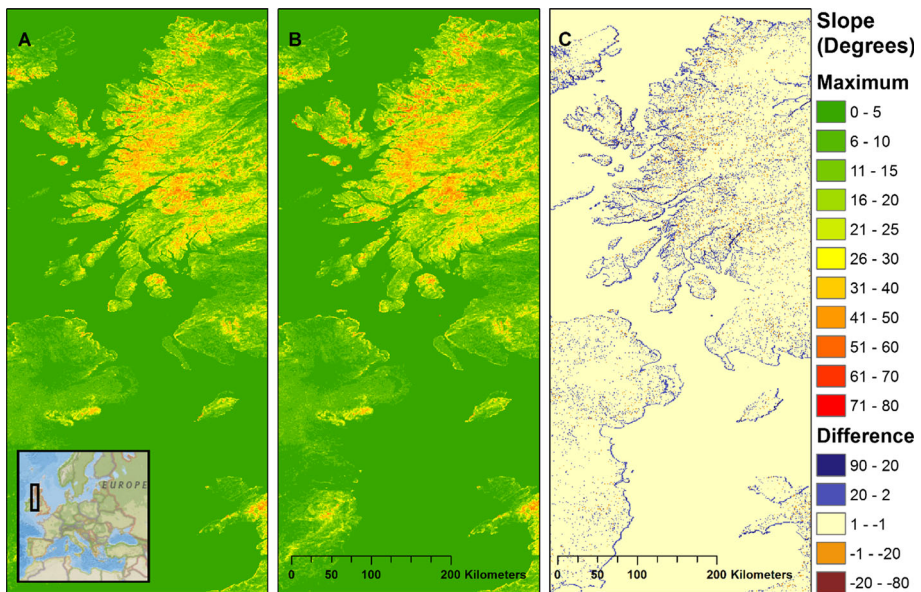 A
B
C
EUROPE
0 50 100 200 Kilometers
0 50 100 200 Kilometers
Slope
(Degrees)
Maximum
0 - 5
6 - 10
11 - 15
16 - 20
21 - 25
26 - 30
31 - 40
41 - 50
51 - 60
61 - 70
71 - 80
Difference
90 - 20
20 - 2
1 - -1
-1 - -20
-20 - -80